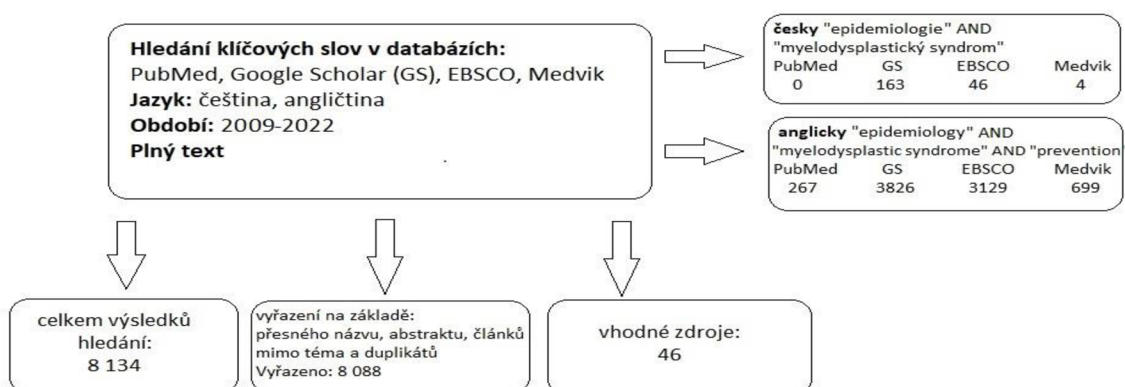 Hledání klíčových slov v databázích:
PubMed, Google Scholar (GS), EBSCO, Medvik
Jazyk: čeština, angličtina
Období: 2009-2022
Plný text
česky "epidemiologie" AND
"myelodysplastický syndrom"
PubMed GS EBSCO Medvik
0 163 46 4
anglicky "epidemiology" AND
"myelodysplastic syndrome" AND "prevention"
PubMed GS EBSCO Medvik
267 3826 3129 699
celkem výsledků
hledání:
8 134
vyřazení na základě:
přesného názvu, abstraktu, článků
mimo téma a duplikátů
Vyřazeno: 8 088
vhodné zdroje:
46